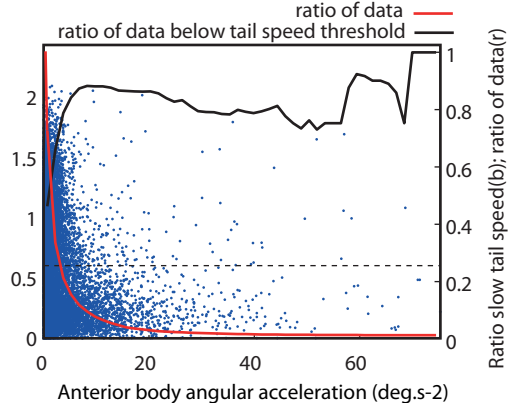 ratio of data
ratio of data below tail speed threshold
2
1.5
1
0.5
0
1
0.8
0.6
0.4
0.2
0
0 20 40 60
Ratio slow tail speed(b); ratio of data(r)
Anterior body angular acceleration (deg.s-2)